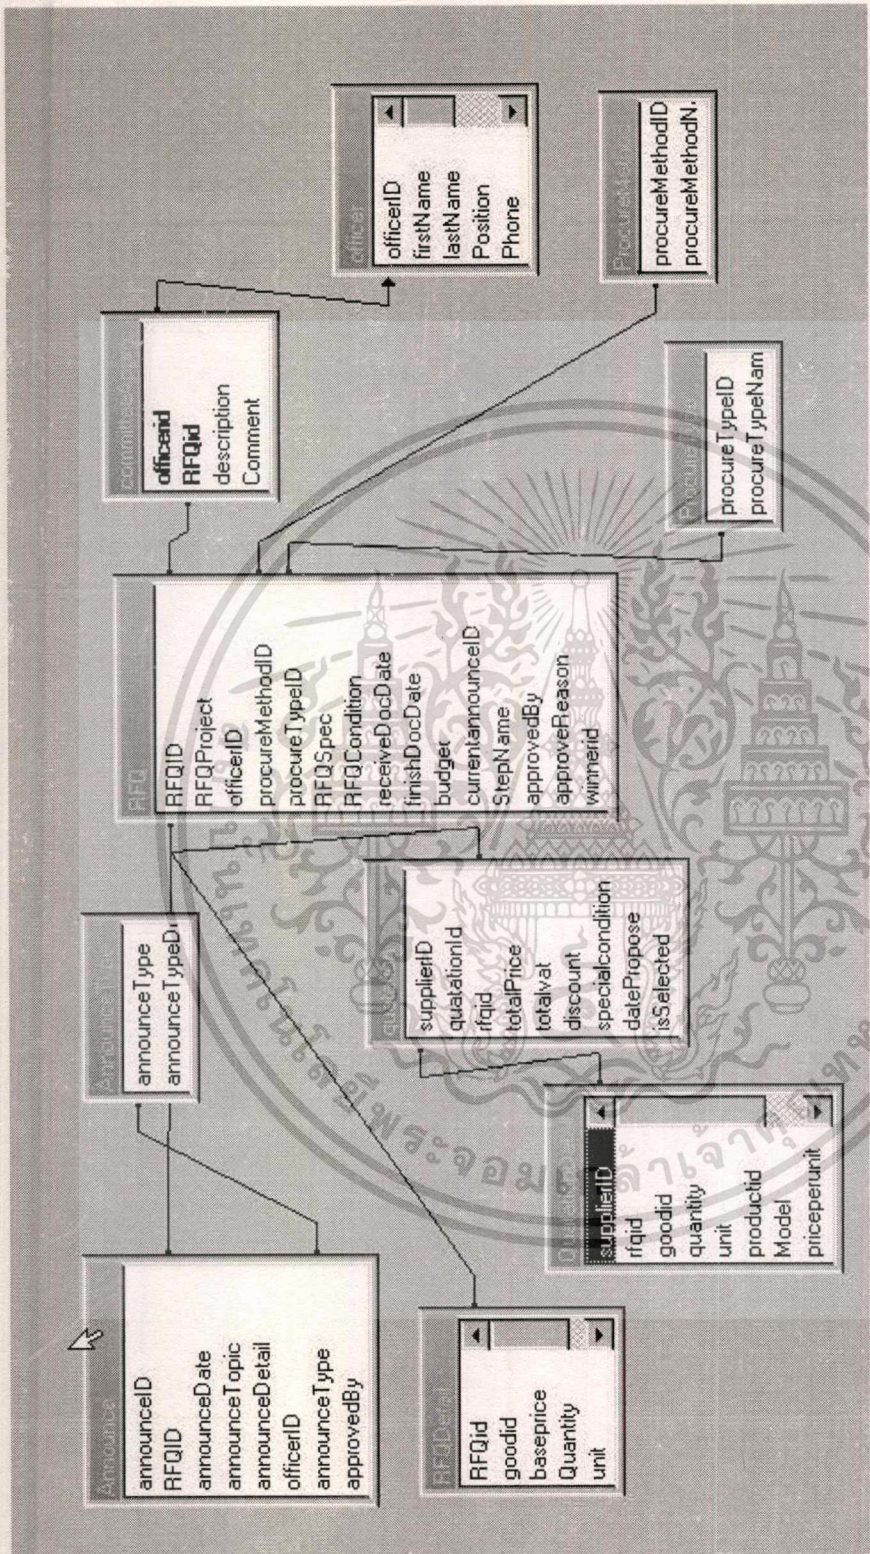 Announce
announceID
RFQID
announceDate
announceTopic
announceDetail
officerID
announceType
approvedBy
AnnounceType
announceType
announceTypeD
RFQ
RFQID
RFQProject
officerID
procureMethodID
procureTypeID
RFQSpec
RFQCondition
receiveDocDate
finishDocDate
budget
currentannounceID
StepName
approvedBy
approveReason
winnerid
officerid
RFQid
description
Comment
officer
officerID
firstName
lastName
Position
Phone
RFQDetail
RFQid
goodid
baseprice
Quantity
unit
supplierID
rfqid
goodid
quantity
unit
productid
Model
priceperunit
supplierID
quatationId
rfqid
totalPrice
totalvat
discount
specialcondition
datePropose
isSelected
ProcureType
procureTypeID
procureTypeNam
ProcureMethod
procureMethodID
procureMethodN.